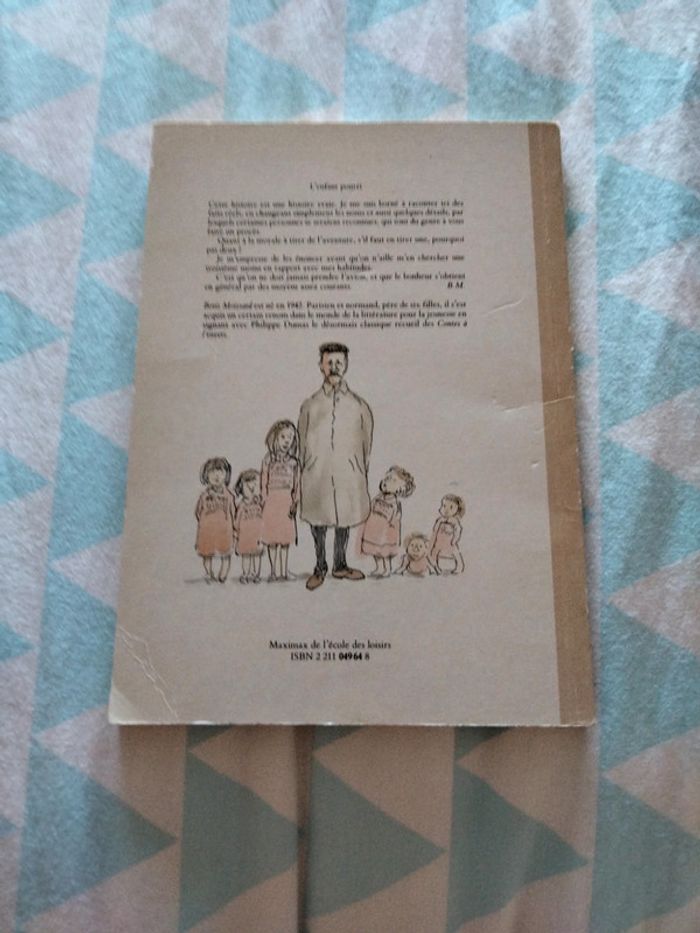 L'enfant pourri
Cette histoire est une histoire vraie. Je me suis borné à raconter ici des
faits réels, en changeant simplement les noms et aussi quelques détails, par
lesquels certaines personnes se seraient reconnues, qui sont du genre à vous
faire un procès.
Quant à la morale à tirer de l'aventure, s'il faut en tirer une, pourquoi
pas deux ?
Je m'empresse de les énoncer avant qu'on n'aille m'en chercher une
troisième moins en rapport avec mes habitudes.
C'est qu'on ne doit jamais prendre l'avion, et que le bonheur s'obtient
en général par des moyens assez courants. B.M.
est né en 1943. Parisien et normand, père de six filles, il s'est
acquis un certain renom dans le monde de la littérature pour la jeunesse en
signant avec Philippe Dumas le désormais classique recueil des Contes à
l'envers.
Maximax de l'école des loisirs
ISBN 2 211 049 64 8